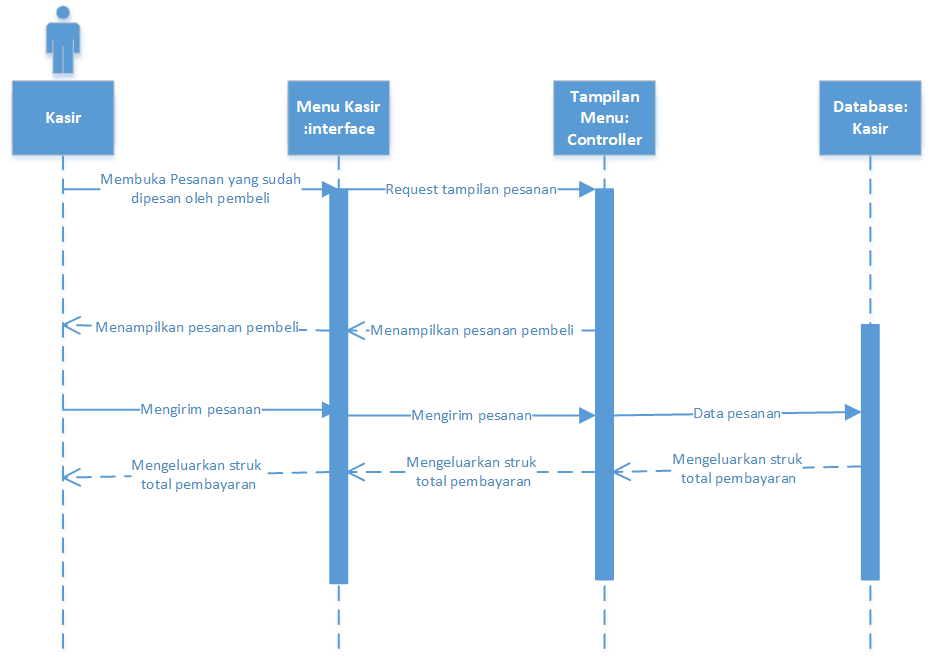 Kasir
Menu Kasir
:interface
Tampilan
Menu:
Controller
Database:
Kasir
Membuka Pesanan yang sudah
dipesan oleh pembeli
Request tampilan pesanan
Menampilkan pesanan pembeli
Menampilkan pesanan pembeli
Mengirim pesanan
Mengirim pesanan
Data pesanan
Mengeluarkan struk
total pembayaran
Mengeluarkan struk
total pembayaran
Mengeluarkan struk
total pembayaran